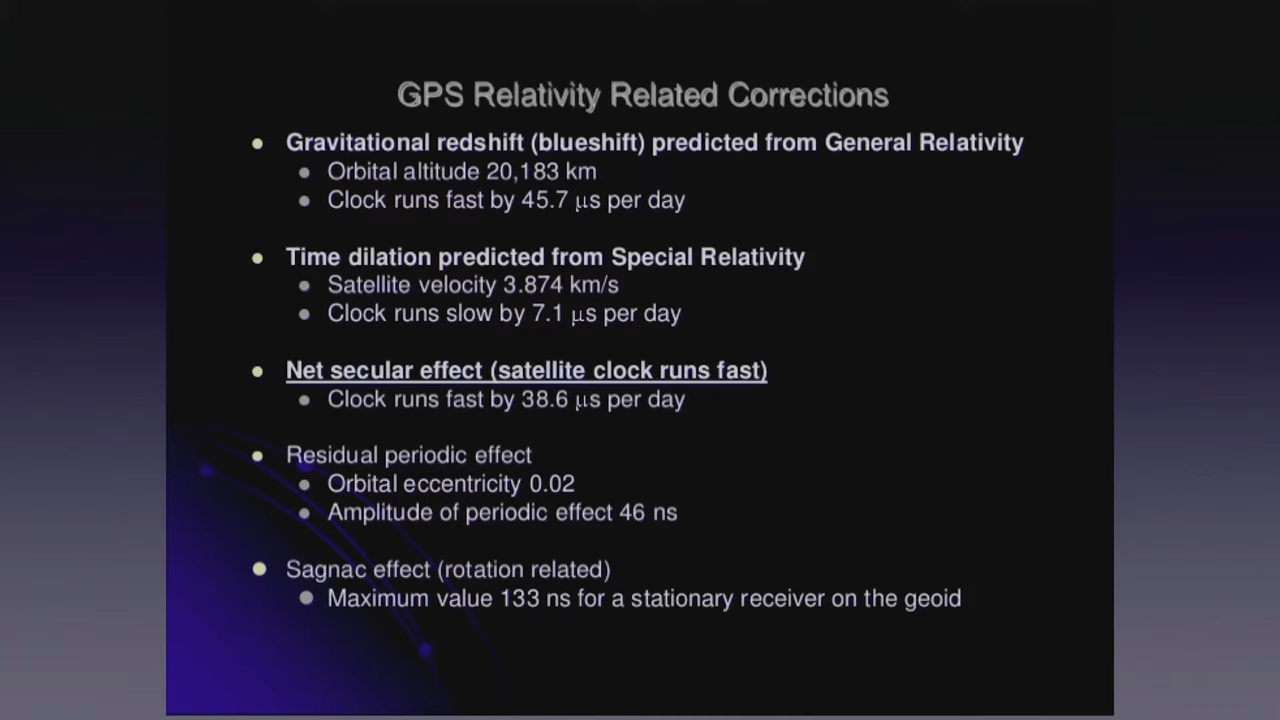 GPS Relativity Related Corrections
Gravitational redshift (blueshift) predicted from General Relativity
Orbital altitude 20,183 km
Clock runs fast by 45.7 μs per day
Time dilation predicted from Special Relativity
Satellite velocity 3.874 km/s
Clock runs slow by 7.1 μs per day
Net secular effect (satellite clock runs fast)
Clock runs fast by 38.6 μs per day
Residual periodic effect
Orbital eccentricity 0.02
Amplitude of periodic effect 46 ns
Sagnac effect (rotation related)
Maximum value 133 ns for a stationary receiver on the geoid